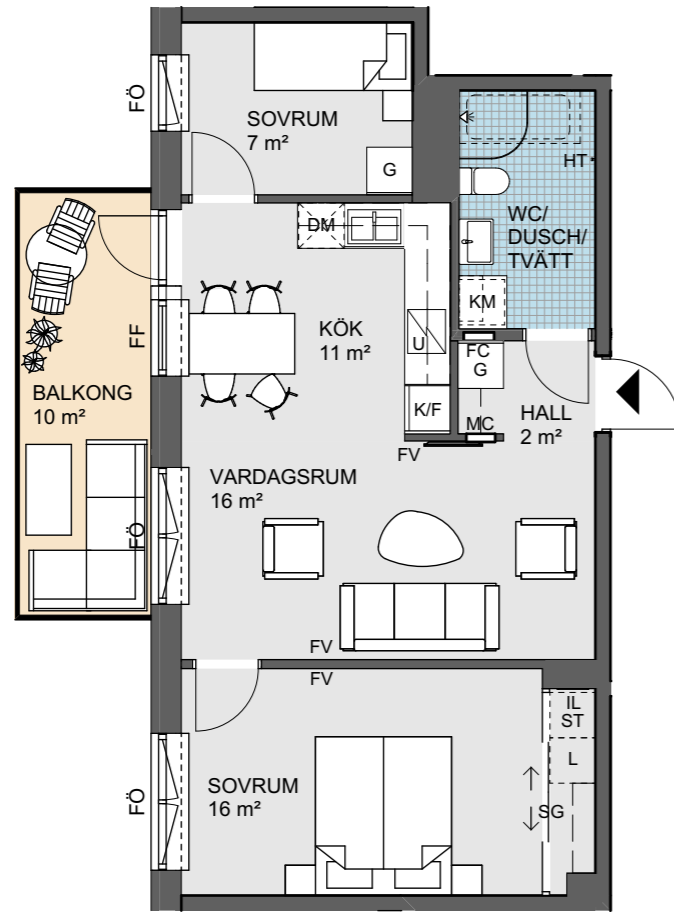 FÖ
SOVRUM
7 m²
G
HT
WC/
DUSCH/
TVÄTT
DM
KÖK
11 m²
U
KM
FF
FC
G
K/F
MC
HALL
2 m²
BALKONG
10 m²
FV
VARDAGSRUM
16 m²
FÖ
FV
FV
IL
ST
L
SOVRUM
16 m²
FÖ
SG